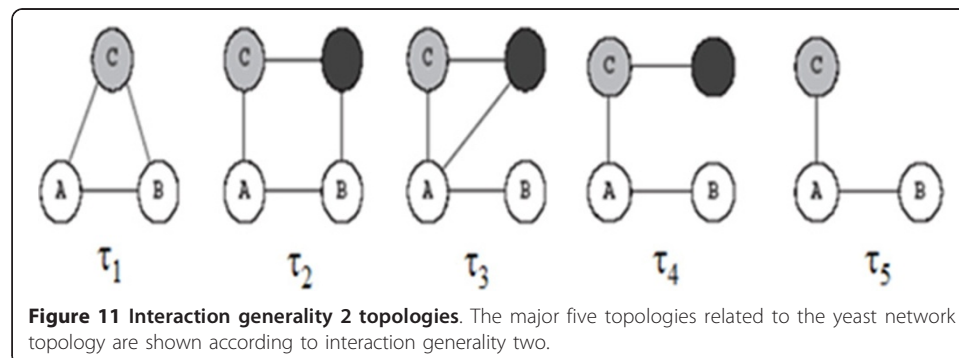 C C C C C
A B A B A B A B A B
τ1 τ2 τ3 τ4 τ5
Figure 11 Interaction generality 2 topologies. The major five topologies related to the yeast network
topology are shown according to interaction generality two.